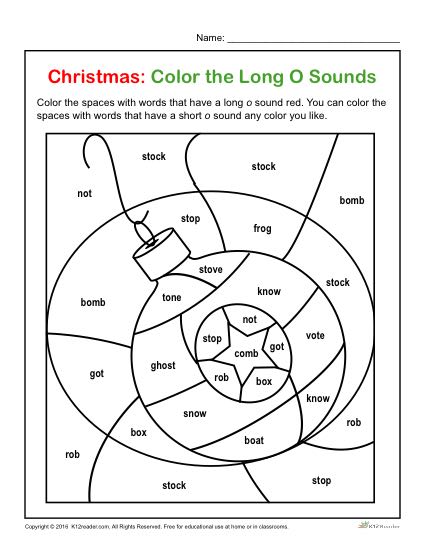 Name: ________________________________
Christmas: Color the Long O Sounds
Color the spaces with words that have a long o sound red. You can color the
spaces with words that have a short o sound any color you like.
stock
stock
not
bomb
stop
frog
stove
stock
know
tone
bomb
not
stop
vote
got
comb
ghost
got
rob
box
know
snow
rob
box
boat
rob
stop
stock
Copyright © 2016 K12reader.com. All Rights Reserved. Free for educational use at home or in classrooms.
K12Reader